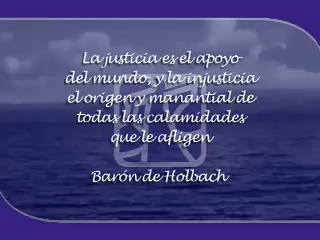 La justicia es el apoyo
del mundo, y la injusticia
el origen y manantial de
todas las calamidades
que le afligen
Barón de Holbach